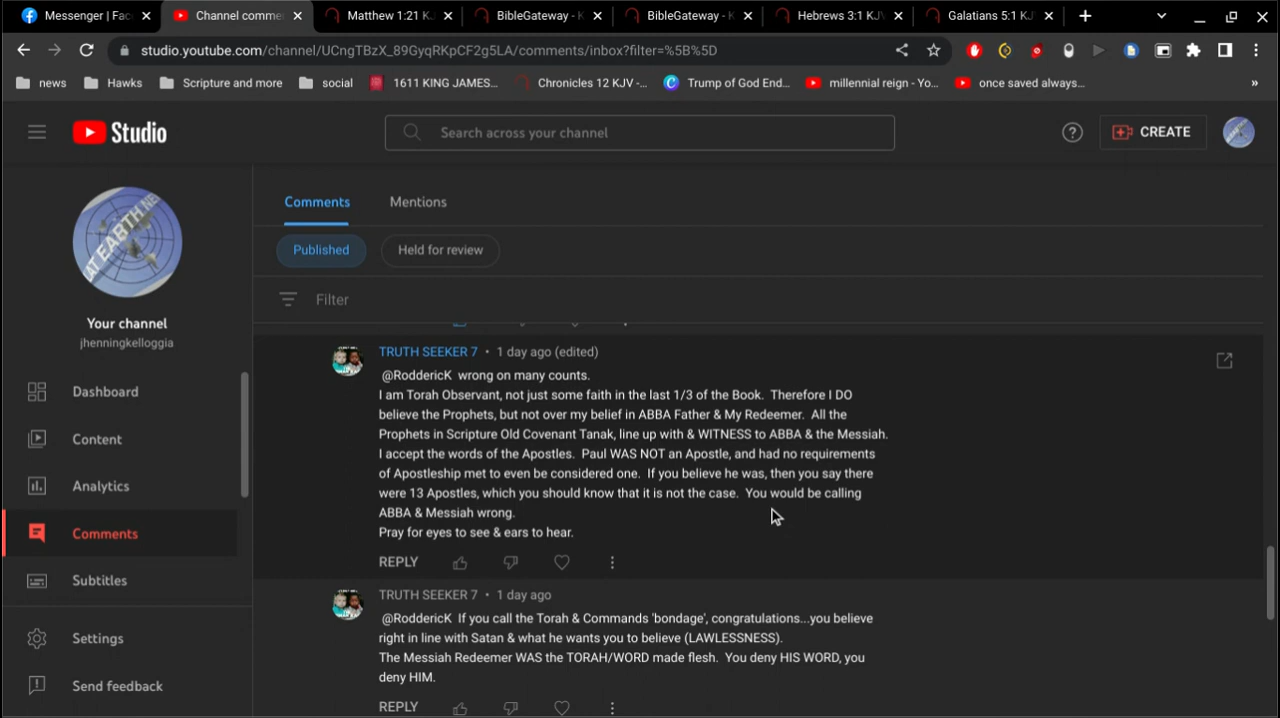 Messenger | Fac
Channel comme
Matthew 1:21 KJ
BibleGateway - K
BibleGateway - K
Hebrews 3:1 KJV
Galatians 5:1 KJ
studio.youtube.com/channel/UCngTBzX_89GyqRKpCF2g5LA/comments/inbox?filter=%5B%5D
news
Hawks
Scripture and more
social
1611 KING JAMES...
Chronicles 12 KJV -...
Trump of God End...
millennial reign - Yo...
once saved always...
»
Studio
Search across your channel
CREATE
AT EARTH NE
Your channel
jhenningkelloggia
Dashboard
Content
Analytics
Comments
Subtitles
Settings
Send feedback
Comments
Mentions
Published
Held for review
Filter
TRUTH SEEKER 7 • 1 day ago (edited)
@RoddericK wrong on many counts.
I am Torah Observant, not just some faith in the last 1/3 of the Book. Therefore I DO
believe the Prophets, but not over my belief in ABBA Father & My Redeemer. All the
Prophets in Scripture Old Covenant Tanak, line up with & WITNESS to ABBA & the Messiah.
I accept the words of the Apostles. Paul WAS NOT an Apostle, and had no requirements
of Apostleship met to even be considered one. If you believe he was, then you say there
were 13 Apostles, which you should know that it is not the case. You would be calling
ABBA & Messiah wrong.
Pray for eyes to see & ears to hear.
REPLY
TRUTH SEEKER 7 • 1 day ago
@RoddericK If you call the Torah & Commands 'bondage', congratulations...you believe
right in line with Satan & what he wants you to believe (LAWLESSNESS).
The Messiah Redeemer WAS the TORAH/WORD made flesh. You deny HIS WORD, you
deny HIM.
REPLY